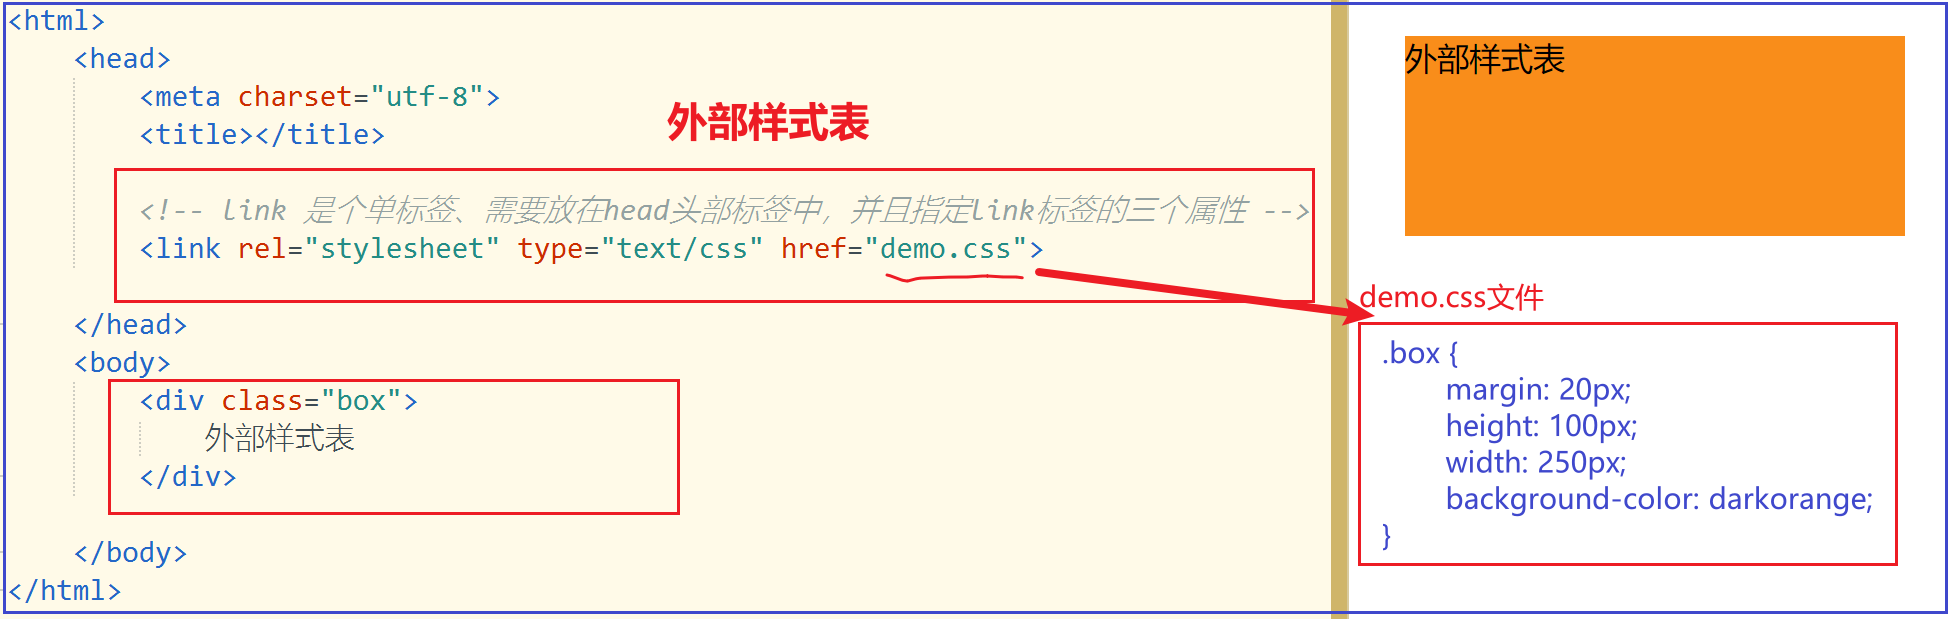 <html>
<head>
<meta charset="utf-8">
<title></title>
外部样式表
<!-- link 是个单标签、需要放在head头部标签中，并且指定link标签的三个属性 -->
<link rel="stylesheet" type="text/css" href="demo.css">
</head>
<body>
<div class="box">
外部样式表
</div>
</body>
</html>
外部样式表
demo.css文件
.box {
margin: 20px;
height: 100px;
width: 250px;
background-color: darkorange;
}